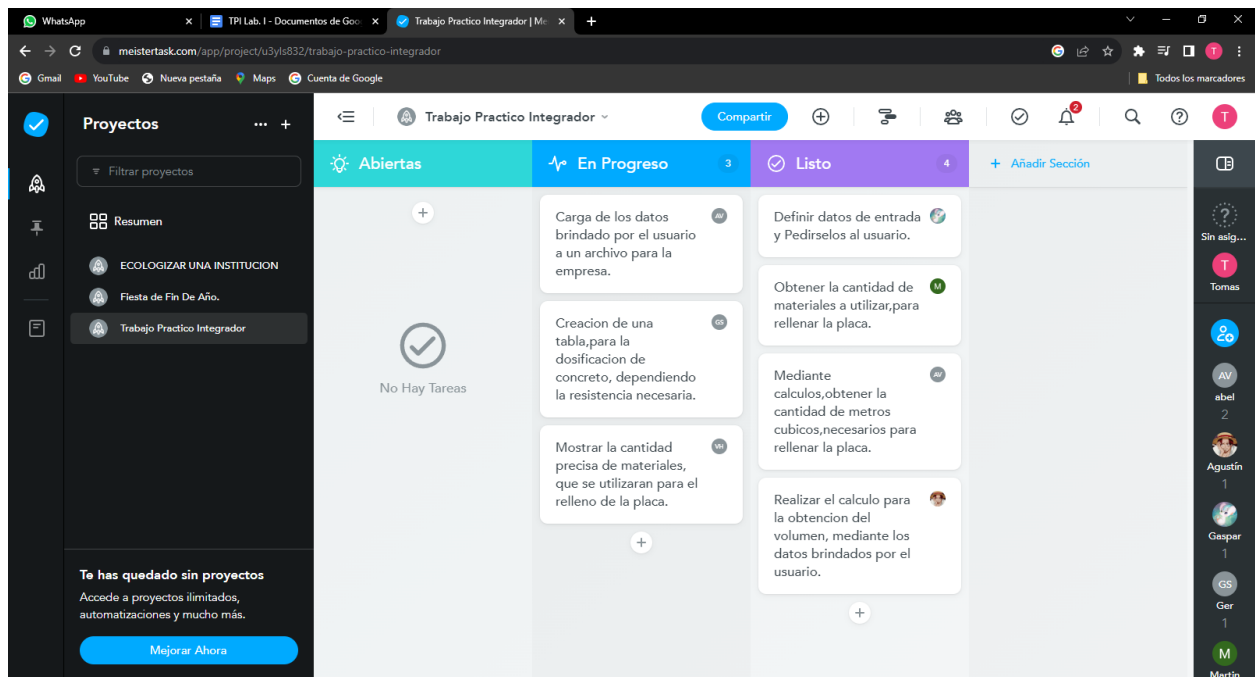 WhatsApp
TPI Lab. I - Documentos de Goo
Trabajo Practico Integrador | Me
meistertask.com/app/project/u3yls832/trabajo-practico-integrador
T
Gmail
YouTube
Nueva pestaña
Maps
Cuenta de Google
Todos los marcadores
Proyectos
Filtrar proyectos
Resumen
ECOLOGIZAR UNA INSTITUCION
Fiesta de Fin De Año.
Trabajo Practico Integrador
Te has quedado sin proyectos
Accede a proyectos ilimitados,
automatizaciones y mucho más.
Mejorar Ahora
Trabajo Practico Integrador
Compartir
2
T
Abiertas
No Hay Tareas
En Progreso 3
Carga de los datos AV
brindado por el usuario
a un archivo para la
empresa.
Creacion de una GS
tabla,para la
dosificacion de
concreto, dependiendo
la resistencia necesaria.
Mostrar la cantidad VH
precisa de materiales,
que se utilizaran para el
relleno de la placa.
Listo 4
Definir datos de entrada
y Pedirselos al usuario.
Obtener la cantidad de M
materiales a utilizar,para
rellenar la placa.
Mediante AV
calculos,obtener la
cantidad de metros
cubicos,necesarios para
rellenar la placa.
Realizar el calculo para
la obtencion del
volumen, mediante los
datos brindados por el
usuario.
+ Añadir Sección
Sin asig...
T
Tomas
AV
abel
2
Agustín
1
Gaspar
1
GS
Ger
1
M
Martin